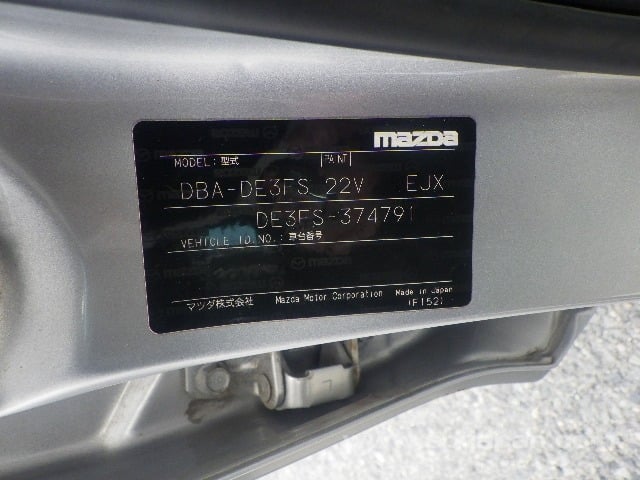 mazda
MODEL: 型式 PAINT
DBA-DE3FS 22V EJX
DE3FS-374791
VEHICLE ID.NO.: 車台番号
マツダ株式会社 Mazda Motor Corporation Made in Japan
(F152)